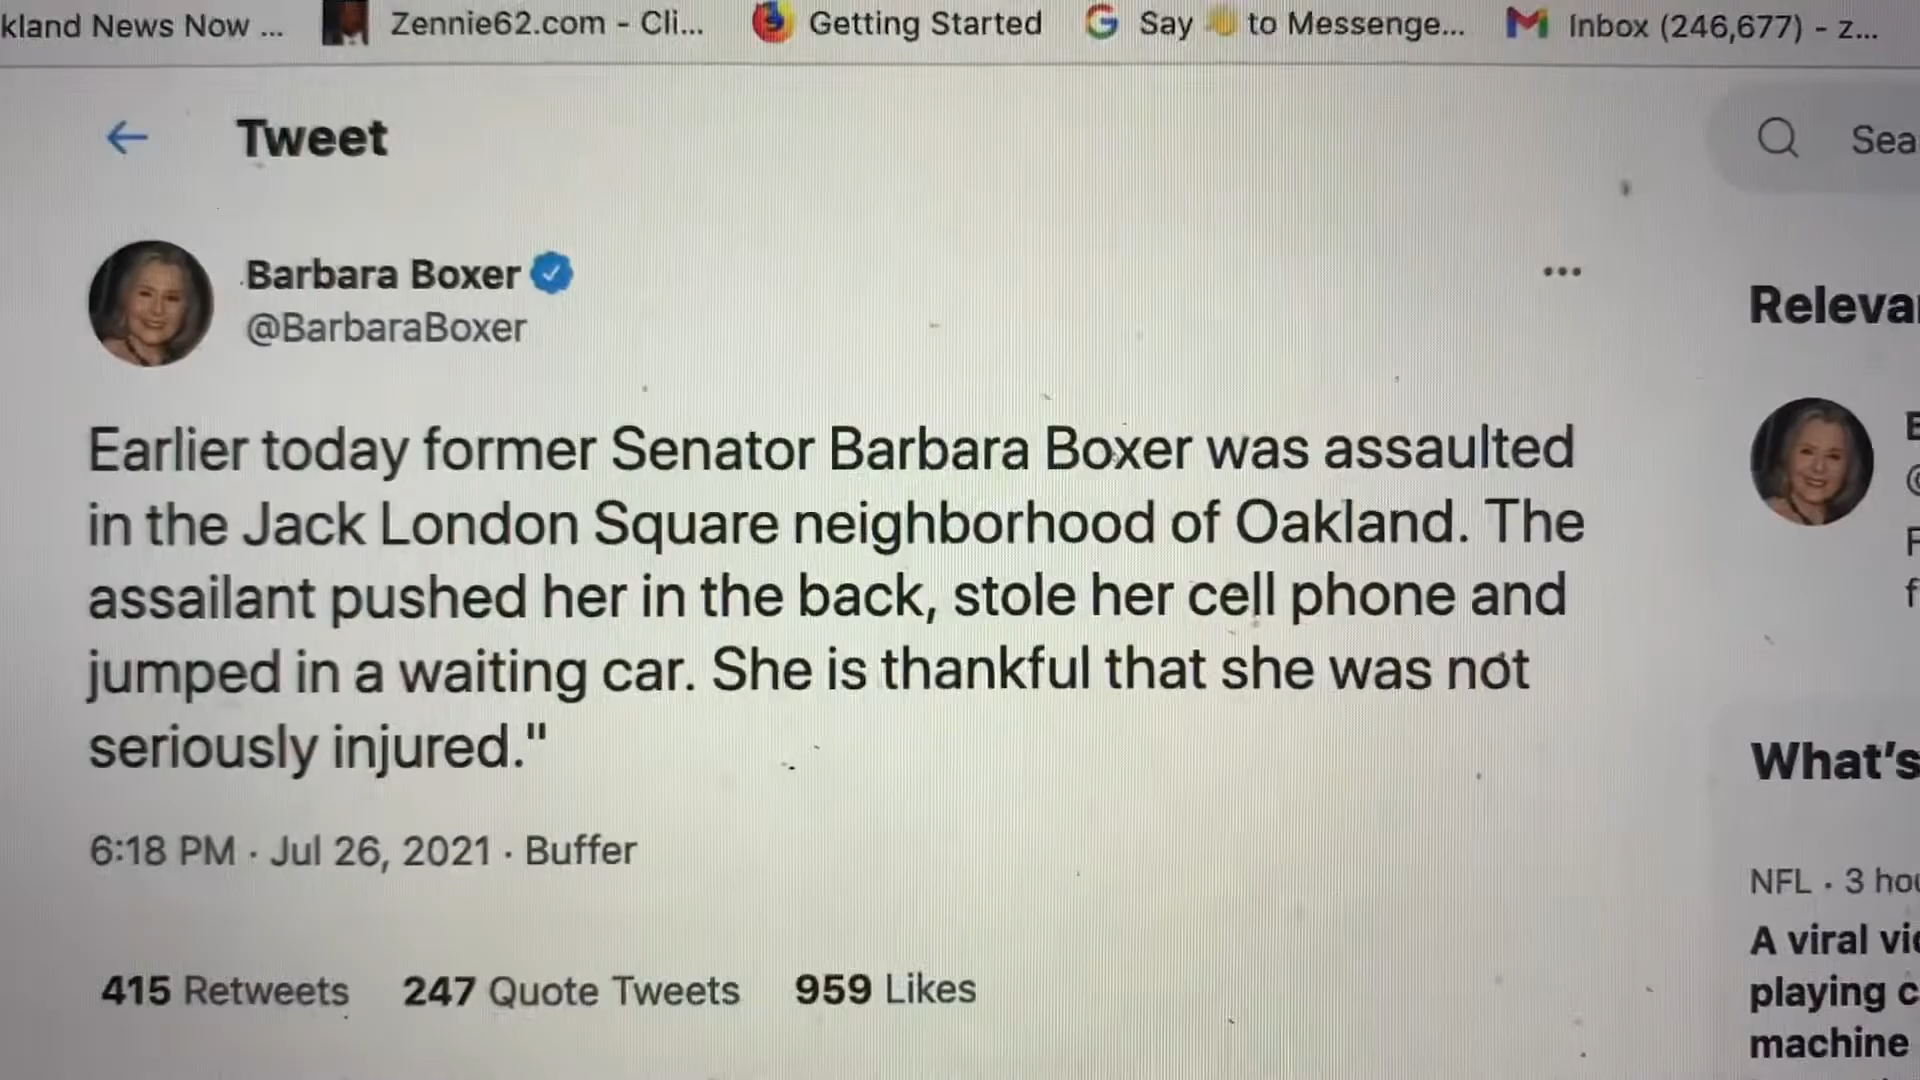 kland News Now ...
Zennie62.com - Cli...
Getting Started
Say 👋 to Messenge...
Inbox (246,677) - z...
Tweet
Sea
Barbara Boxer
@BarbaraBoxer
Earlier today former Senator Barbara Boxer was assaulted
in the Jack London Square neighborhood of Oakland. The
assailant pushed her in the back, stole her cell phone and
jumped in a waiting car. She is thankful that she was not
seriously injured."
6:18 PM · Jul 26, 2021 · Buffer
415 Retweets 247 Quote Tweets 959 Likes
Releva
What's
NFL · 3 hou
A viral vid
playing c
machine